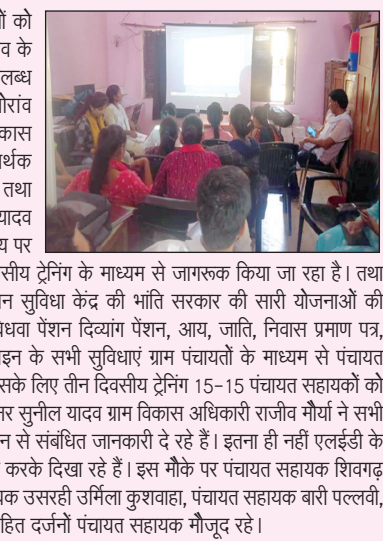 ों को
व के
लब्ध
ोरांव
कास
र्थक
तथा
यादव
य पर
सीय ट्रेनिंग के माध्यम से जागरूक किया जा रहा है। तथा
न सुविधा केंद्र की भांति सरकार की सारी योजनाओं की
धवा पेंशन दिव्यांग पेंशन, आय, जाति, निवास प्रमाण पत्र,
इन के सभी सुविधाएं ग्राम पंचायतों के माध्यम से पंचायत
सके लिए तीन दिवसीय ट्रेनिंग 15-15 पंचायत सहायकों को
नर सुनील यादव ग्राम विकास अधिकारी राजीव मौर्या ने सभी
न से संबंधित जानकारी दे रहे हैं। इतना ही नहीं एलईडी के
करके दिखा रहे हैं। इस मौके पर पंचायत सहायक शिवगढ़
यक उसरही उर्मिला कुशवाहा, पंचायत सहायक बारी पल्लवी,
हित दर्जनों पंचायत सहायक मौजूद रहे।